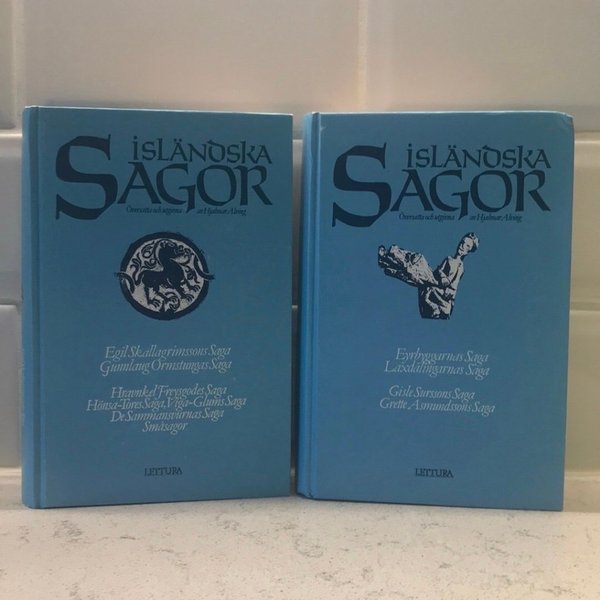 ISLÄNDSKA
SAGOR
Översatta och utgivna av Hjalmar Alving
Egil Skallagrimssons Saga
Gunnlaug Ormstungas Saga
Hravnkel Freysgodes Saga
Hönsa-Tores Saga, Viga-Glums Saga
De Sammansvurnas Saga
Småsagor
LETTURA
ISLÄNDSKA
SAGOR
Översatta och utgivna av Hjalmar Alving
Eyrbyggarnas Saga
Laxdalingarnas Saga
Gisle Surssons Saga
Grette Asmundssons Saga
LETTURA